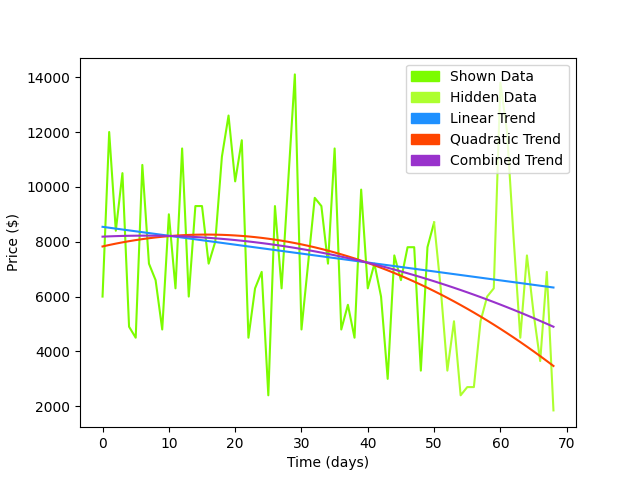 14000
12000
10000
8000
6000
4000
2000
Price ($)
0 10 20 30 40 50 60 70
Time (days)
Shown Data
Hidden Data
Linear Trend
Quadratic Trend
Combined Trend